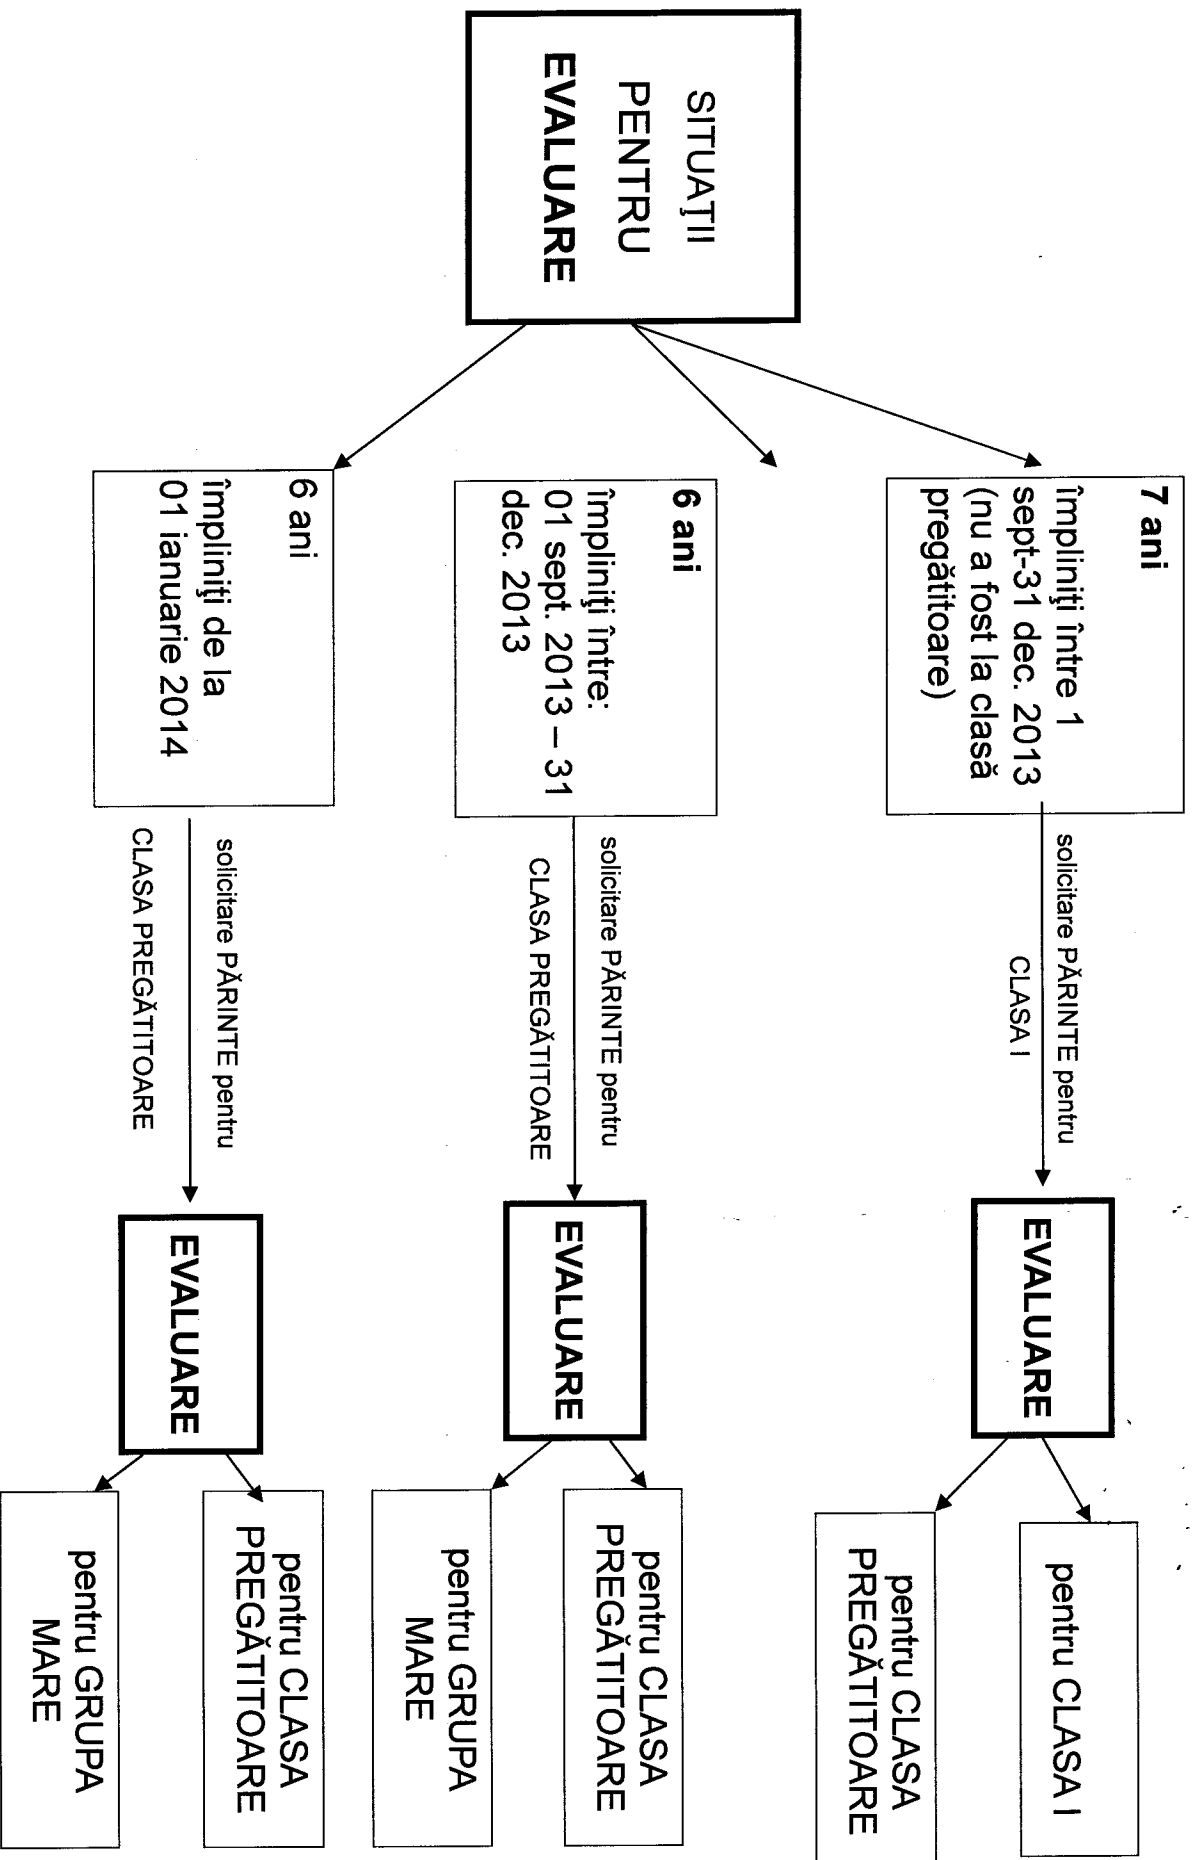 SITUAŢII
PENTRU
EVALUARE
7 ani
împliniţi între 1
sept-31 dec. 2013
(nu a fost la clasă
pregătitoare)
solicitare PĂRINTE pentru
CLASA I
EVALUARE
pentru CLASA I
pentru CLASA
PREGĂTITOARE
6 ani
împliniţi între:
01 sept. 2013 – 31
dec. 2013
solicitare PĂRINTE pentru
CLASA PREGĂTITOARE
EVALUARE
pentru CLASA
PREGĂTITOARE
pentru GRUPA
MARE
6 ani
împliniţi de la
01 ianuarie 2014
solicitare PĂRINTE pentru
CLASA PREGĂTITOARE
EVALUARE
pentru CLASA
PREGĂTITOARE
pentru GRUPA
MARE